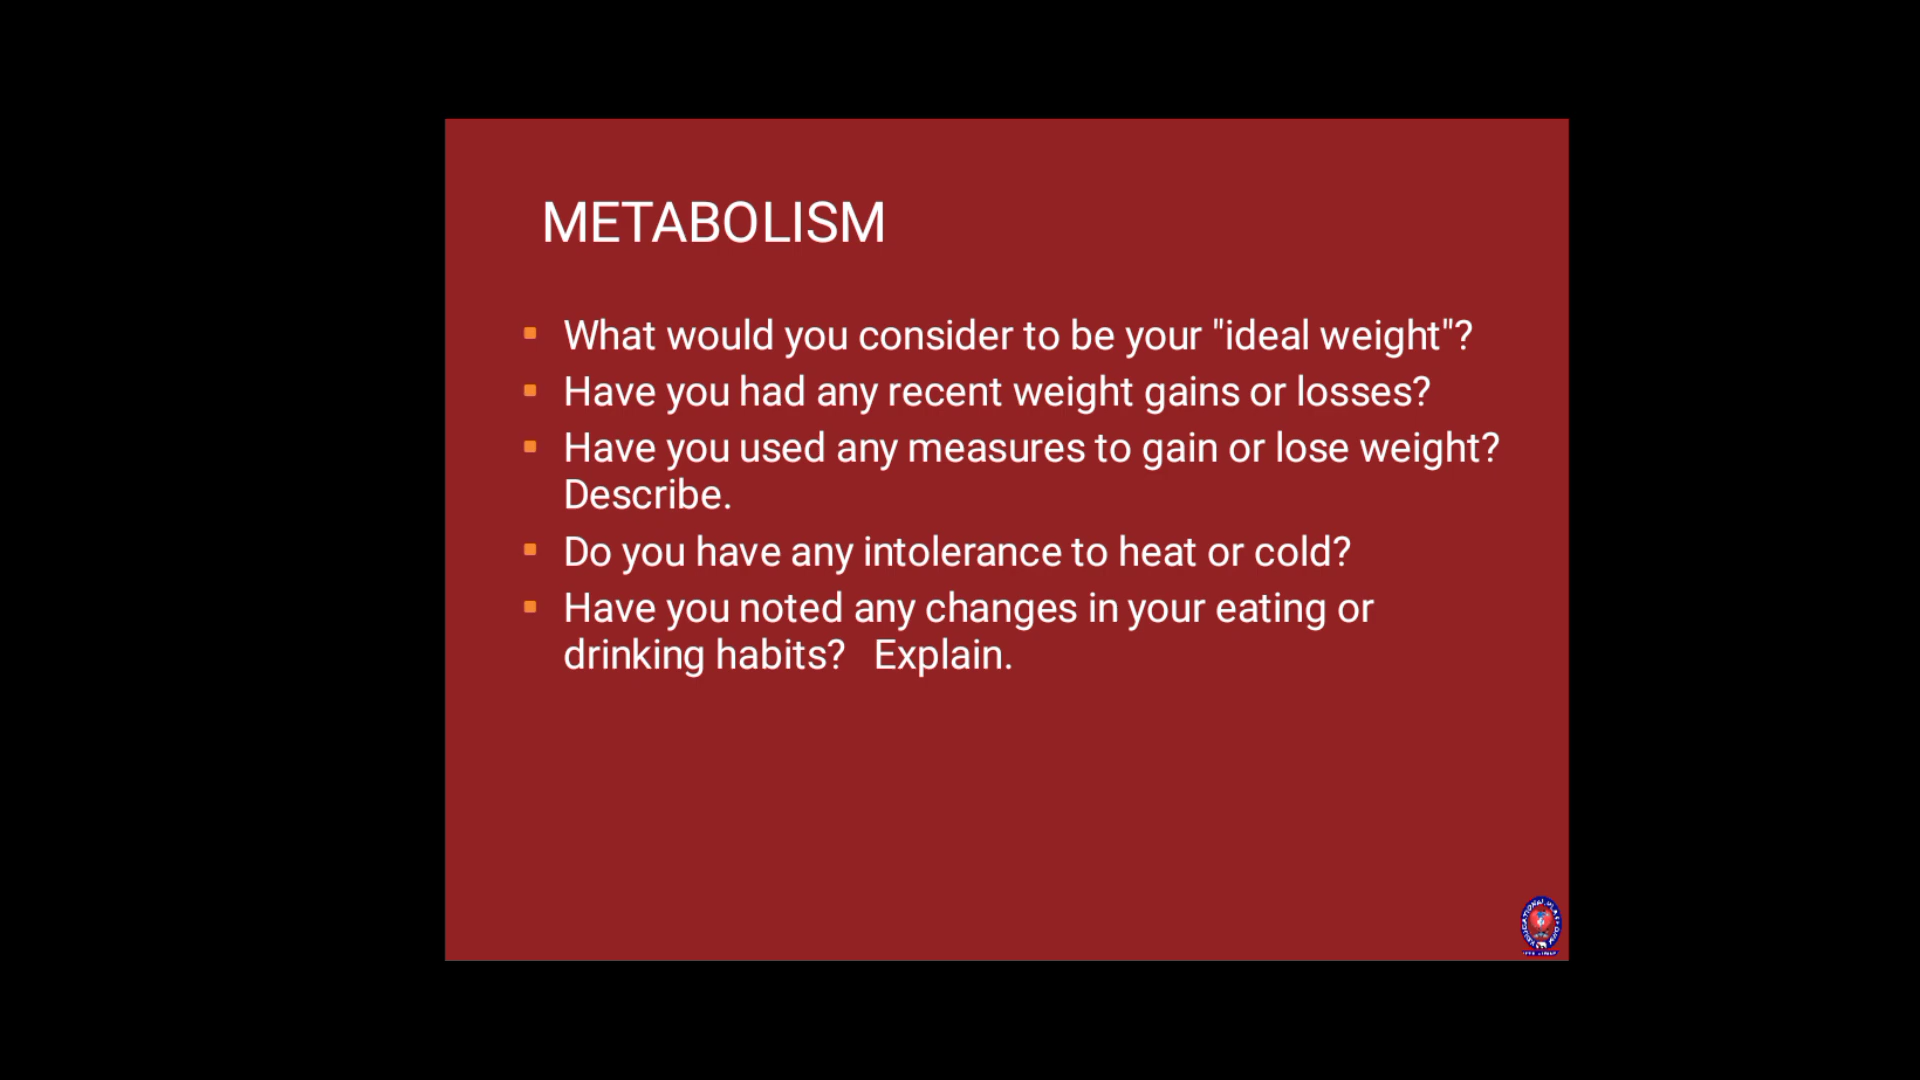 METABOLISM
What would you consider to be your "ideal weight"?
Have you had any recent weight gains or losses?
Have you used any measures to gain or lose weight?
Describe.
Do you have any intolerance to heat or cold?
Have you noted any changes in your eating or
drinking habits?   Explain.